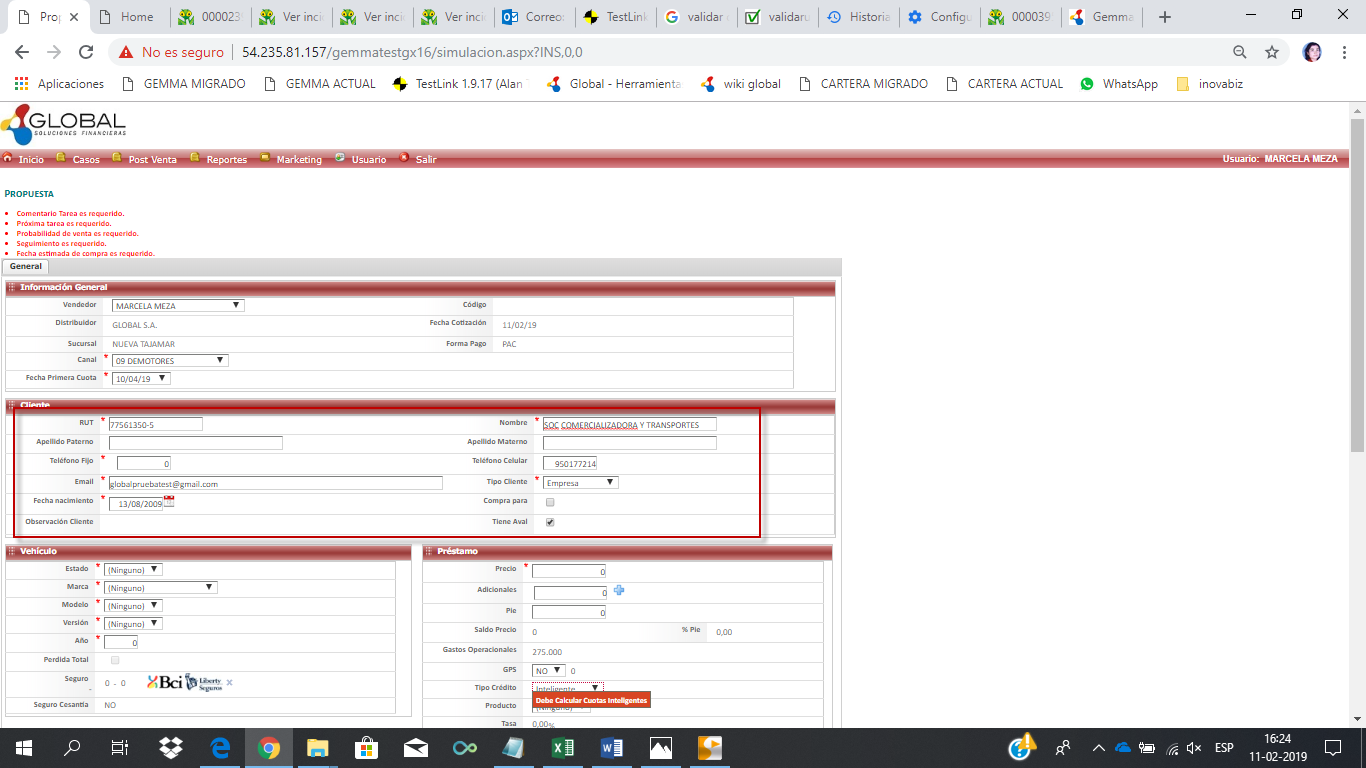 Prop
Home
000023
Ver inci
Ver inci
Ver inci
Correo
TestLink
validar
validaru
Historia
Configu
000039
Gemma
No es seguro
54.235.81.157/gemmatestgx16/simulacion.aspx?INS,0,0
Aplicaciones
GEMMA MIGRADO
GEMMA ACTUAL
TestLink 1.9.17 (Alan
Global - Herramienta
wiki global
CARTERA MIGRADO
CARTERA ACTUAL
WhatsApp
inovabiz
GLOBAL
SOLUCIONES FINANCIERAS
Inicio Casos Post Venta Reportes Marketing Usuario Salir
Usuario: MARCELA MEZA
PROPUESTA
Comentario Tarea es requerido.
Próxima tarea es requerido.
Probabilidad de venta es requerido.
Seguimiento es requerido.
Fecha estimada de compra es requerido.
General
Información General
Vendedor MARCELA MEZA Código
Distribuidor GLOBAL S.A. Fecha Cotización 11/02/19
Sucursal NUEVA TAJAMAR Forma Pago PAC
Canal * 09 DEMOTORES
Fecha Primera Cuota * 10/04/19
Cliente
RUT * 77561350-5 Nombre * SOC COMERCIALIZADORA Y TRANSPORTES
Apellido Paterno Apellido Materno
Teléfono Fijo * 0 Teléfono Celular 950177214
Email * globalpruebatest@gmail.com Tipo Cliente * Empresa
Fecha nacimiento * 13/08/2009 Compra para
Observación Cliente Tiene Aval
Vehículo
Estado * (Ninguno)
Marca * (Ninguno)
Modelo * (Ninguno)
Versión * (Ninguno)
Año * 0
Perdida Total
Seguro 0 - 0 Bci Liberty Seguros
-
Seguro Cesantía NO
Préstamo
Precio * 0
Adicionales 0
Pie 0
Saldo Precio 0 % Pie 0,00
Gastos Operacionales 275.000
GPS NO 0
Tipo Crédito Inteligente
Debe Calcular Cuotas Inteligentes
Producto (Ninguno)
Tasa 0,00%
ESP
16:24
11-02-2019